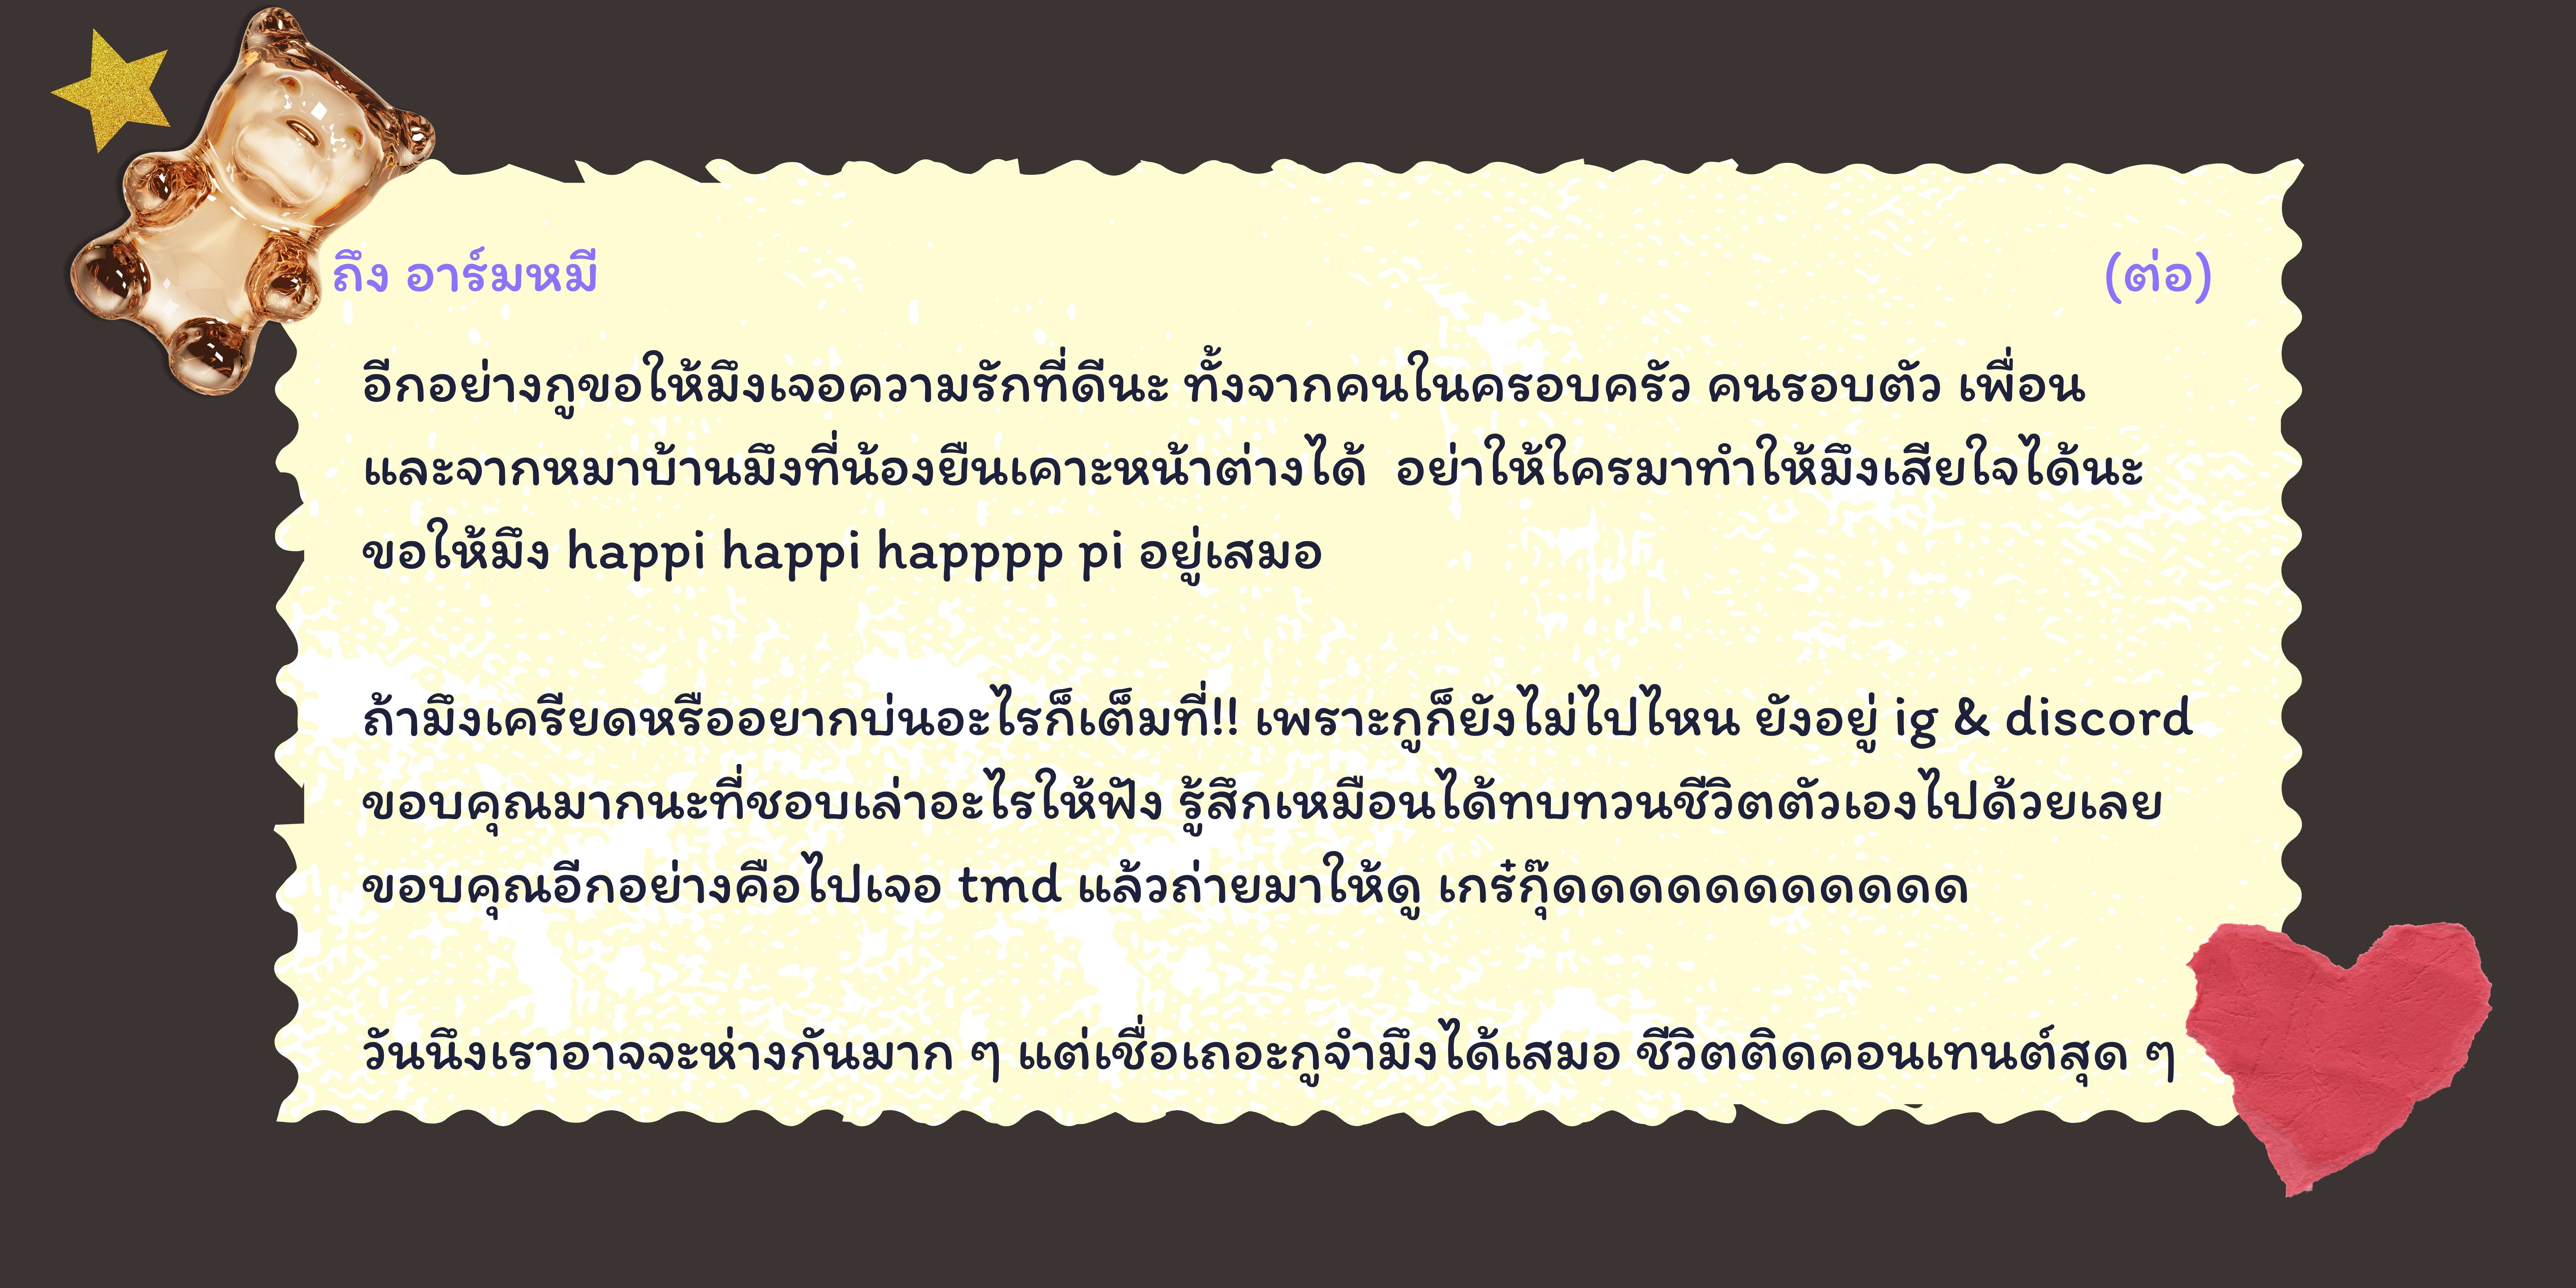 ถึง อาร์มหมี
(ต่อ)
อีกอย่างกูขอให้มึงเจอความรักที่ดีนะ ทั้งจากคนในครอบครัว คนรอบตัว เพื่อน
และจากหมาบ้านมึงที่น้องยืนเคาะหน้าต่างได้  อย่าให้ใครมาทำให้มึงเสียใจได้นะ
ขอให้มึง happi happi happpp pi อยู่เสมอ
ถ้ามึงเครียดหรืออยากบ่นอะไรก็เต็มที่!! เพราะกูก็ยังไม่ไปไหน ยังอยู่ ig & discord
ขอบคุณมากนะที่ชอบเล่าอะไรให้ฟัง รู้สึกเหมือนได้ทบทวนชีวิตตัวเองไปด้วยเลย
ขอบคุณอีกอย่างคือไปเจอ tmd แล้วถ่ายมาให้ดู เกร๋กุ๊ดดดดดดดดดดดด
วันนึงเราอาจจะห่างกันมาก ๆ แต่เชื่อเถอะกูจำมึงได้เสมอ ชีวิตติดคอนเทนต์สุด ๆ